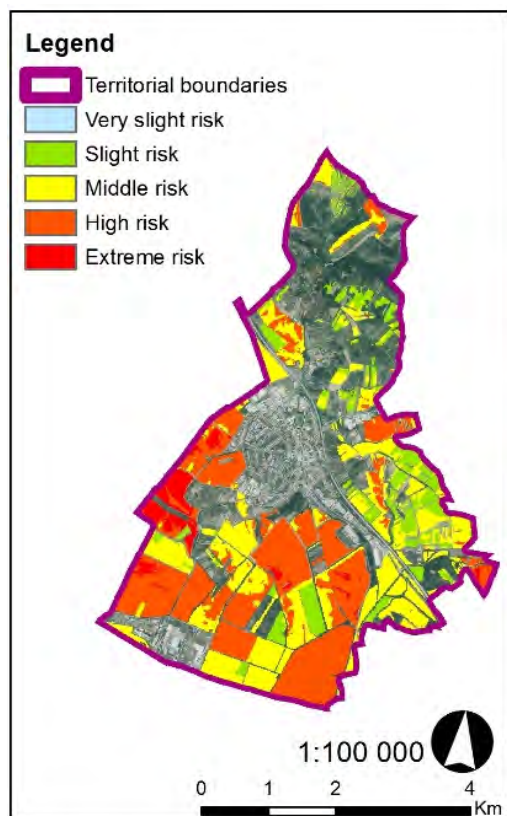 Legend
Territorial boundaries
Very slight risk
Slight risk
Middle risk
High risk
Extreme risk
1:100 000
0 1 2 4
Km